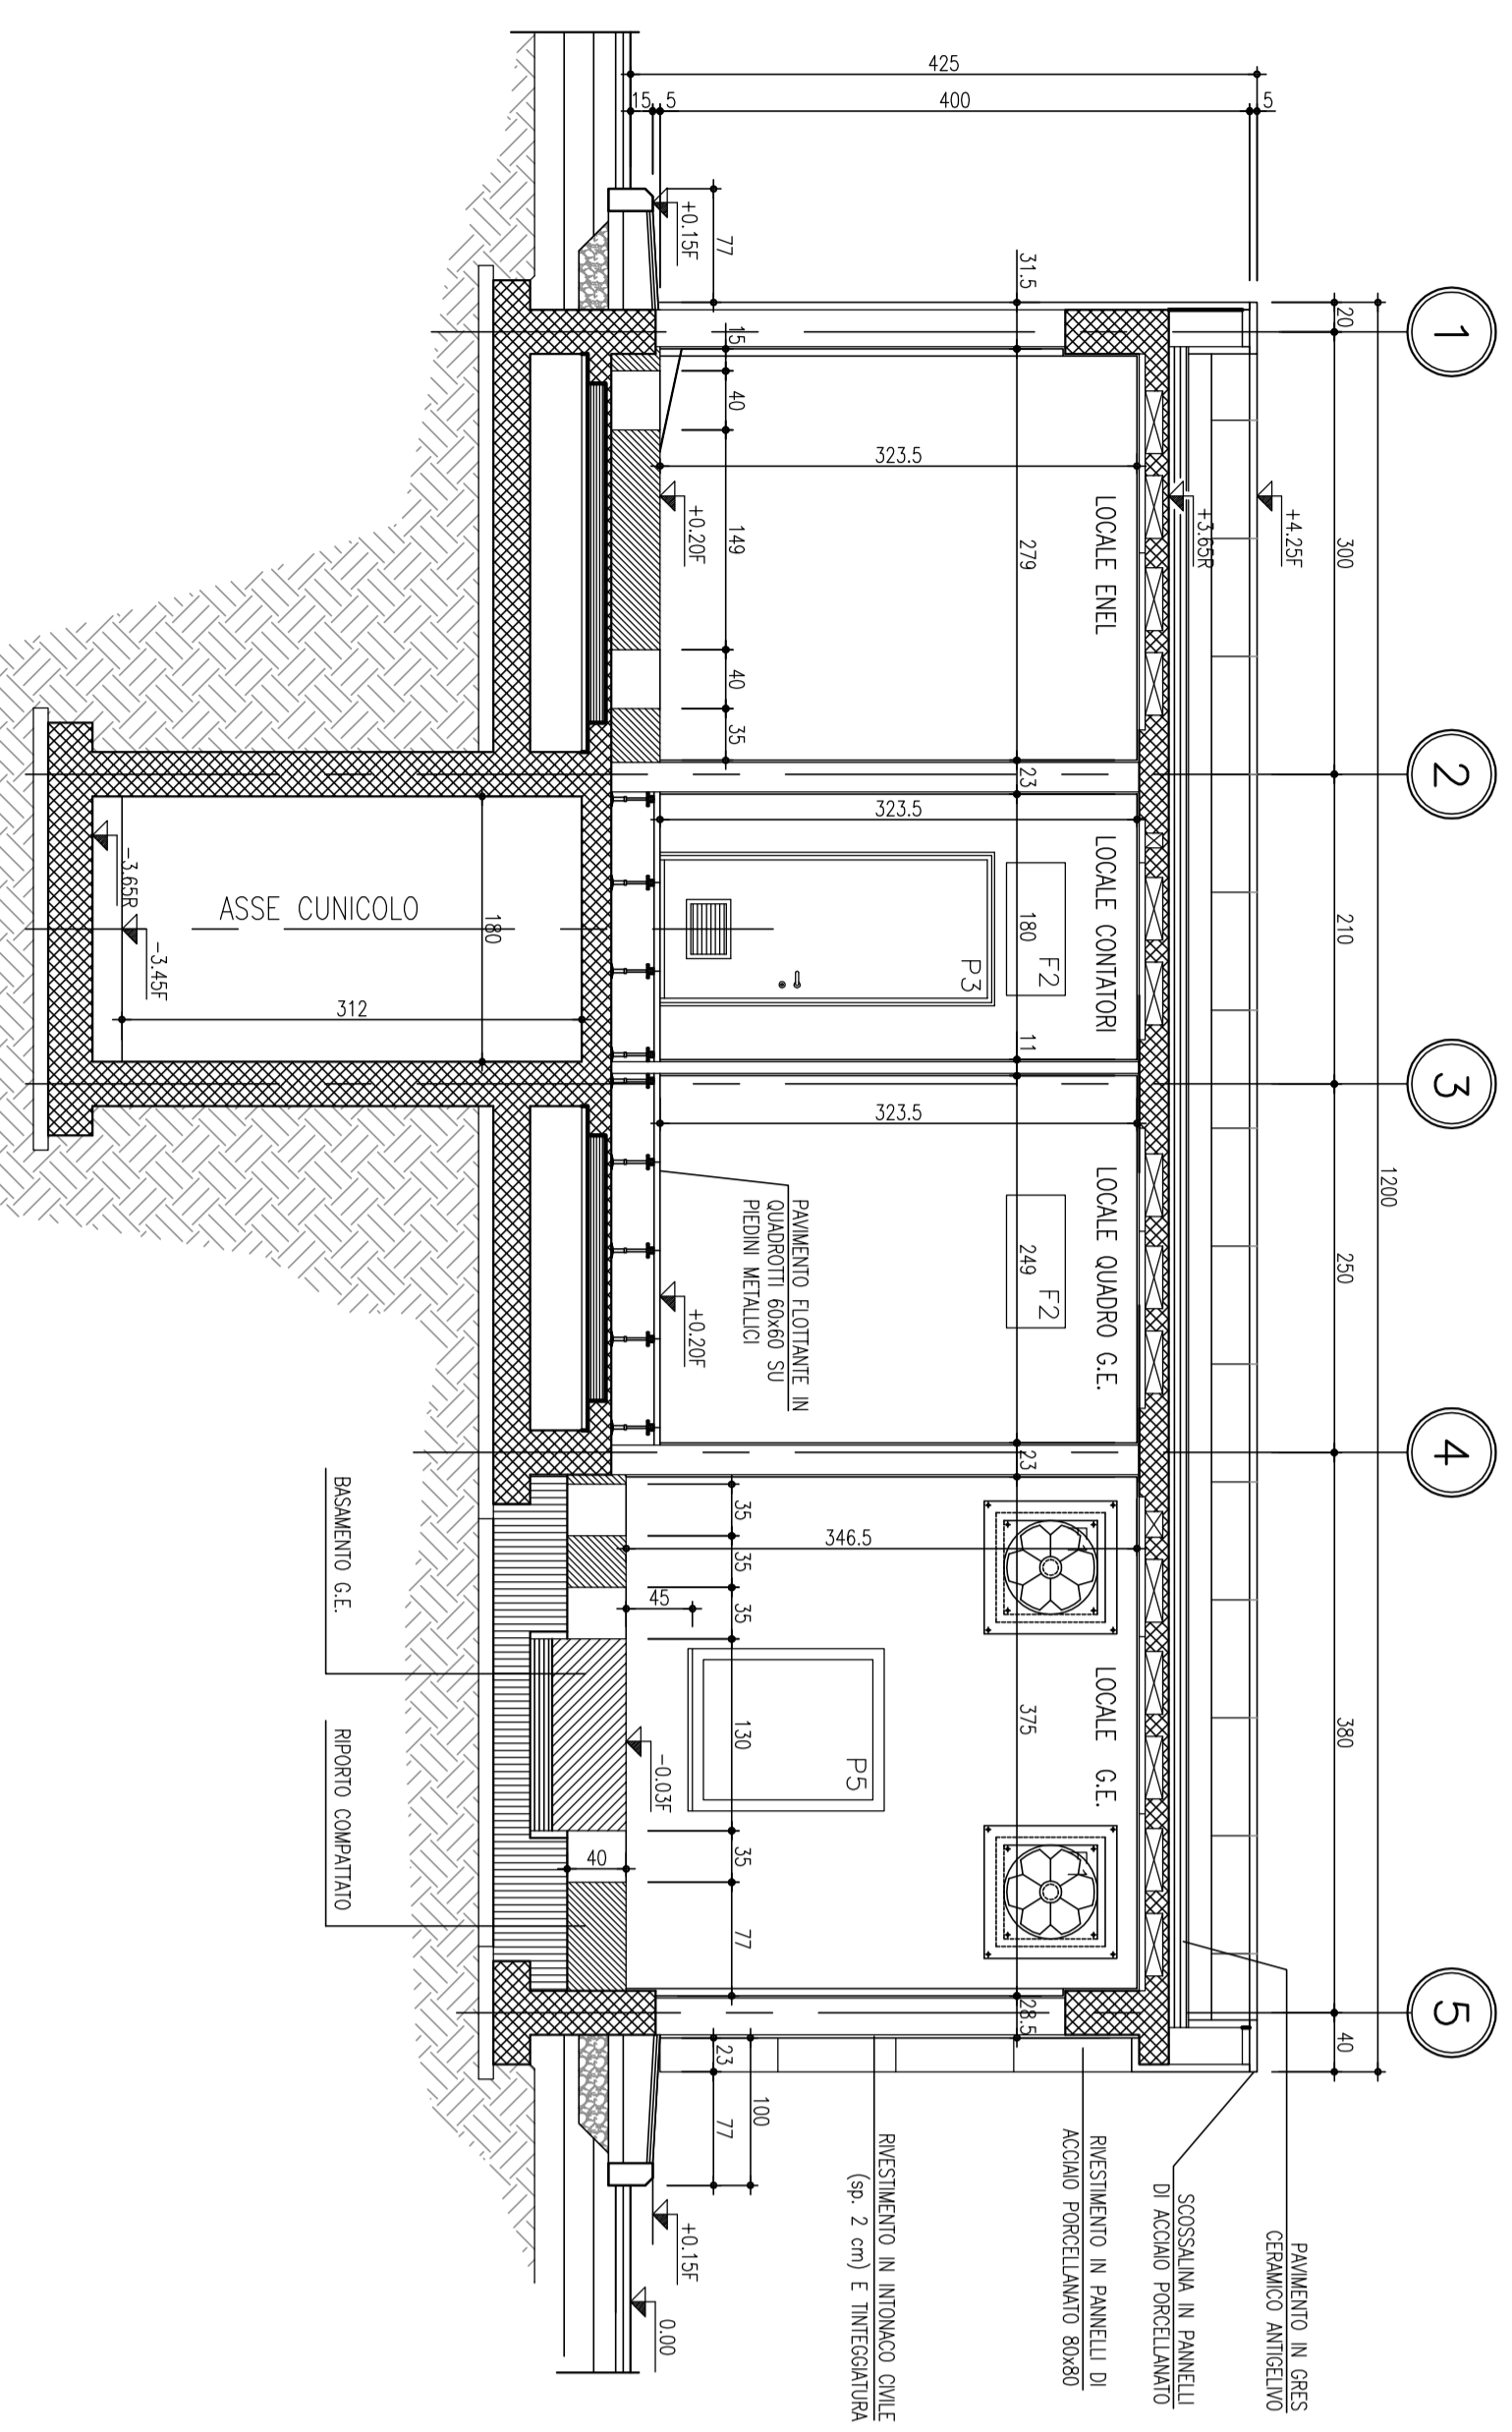 1
2
3
4
5
1200
20
300
210
250
380
40
+4.25F
+3.65R
PAVIMENTO IN GRES
CERAMICO ANTIGELIVO
SCOSSALINA IN PANNELLI
DI ACCIAIO PORCELLANATO
RIVESTIMENTO IN PANNELLI DI
ACCIAIO PORCELLANATO 80x80
RIVESTIMENTO IN INTONACO CIVILE
(sp. 2 cm) E TINTEGGIATURA
5
400
425
5
15
LOCALE ENEL
LOCALE CONTATORI
LOCALE QUADRO G.E.
LOCALE G.E.
F2
F2
31.5
279
23
180
11
249
23
375
28.5
P3
P5
323.5
323.5
323.5
346.5
PAVIMENTO FLOTTANTE IN
QUADROTTI 60x60 SU
PIEDINI METALLICI
77
15
40
149
40
35
35
35
35
130
35
77
23
77
100
45
40
+0.15F
+0.20F
+0.20F
-0.03F
+0.15F
0.00
180
312
ASSE CUNICOLO
-3.45F
-3.65R
BASAMENTO G.E.
RIPORTO COMPATTATO